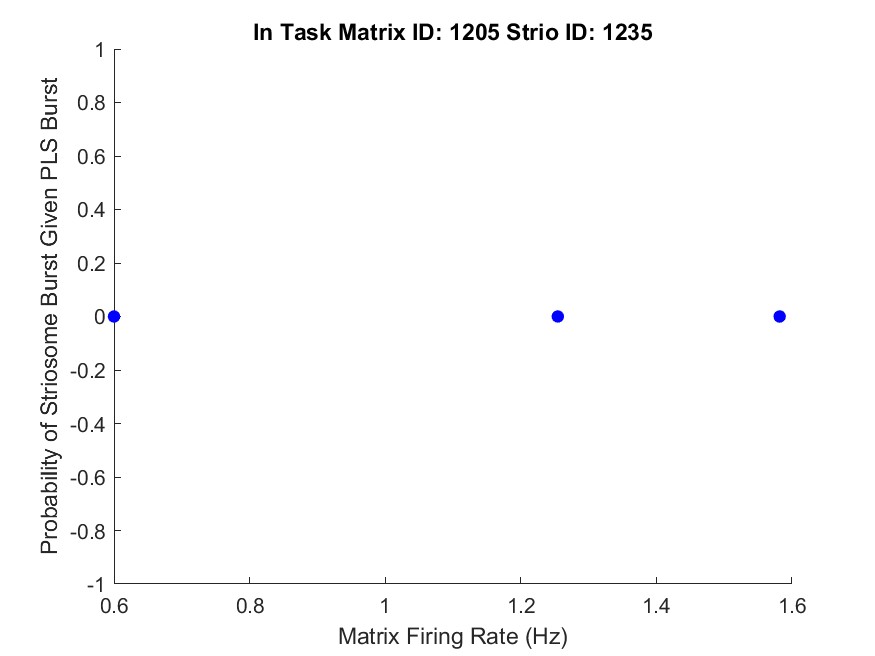 In Task Matrix ID: 1205 Strio ID: 1235
Probability of Striosome Burst Given PLS Burst
1
0.8
0.6
0.4
0.2
0
-0.2
-0.4
-0.6
-0.8
-1
0.6 0.8 1 1.2 1.4 1.6
Matrix Firing Rate (Hz)